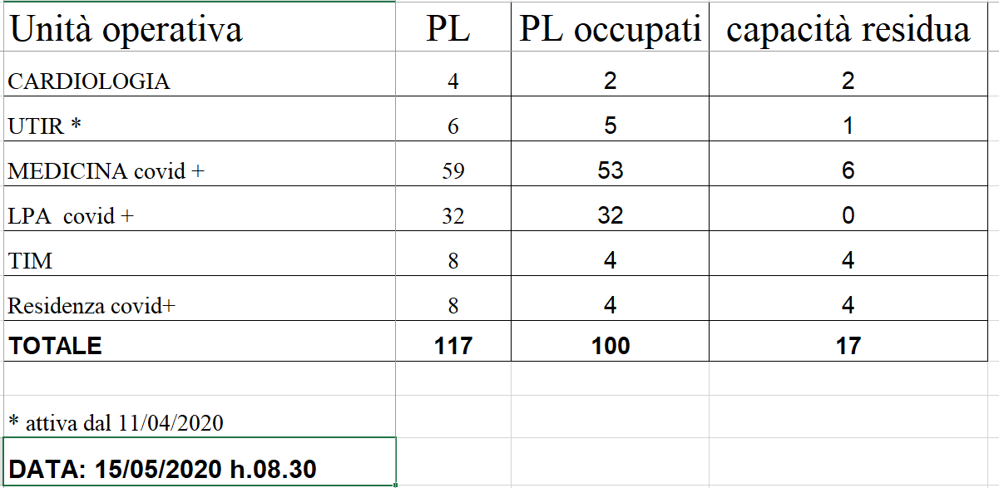 Unità operativa PL PL occupati capacità residua
CARDIOLOGIA 4 2 2
UTIR * 6 5 1
MEDICINA covid + 59 53 6
LPA  covid + 32 32 0
TIM 8 4 4
Residenza covid+ 8 4 4
TOTALE 117 100 17
* attiva dal 11/04/2020
DATA: 15/05/2020 h.08.30